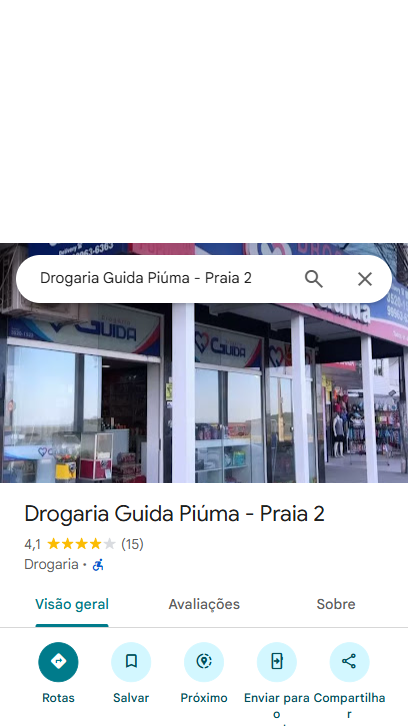 Drogaria Guida Piúma - Praia 2
GUIDA
GUIDA
Drogaria Guida Piúma - Praia 2
4,1 (15)
Drogaria •
Visão geral
Avaliações
Sobre
Rotas
Salvar
Próximo
Enviar para
o
Compartilha
r